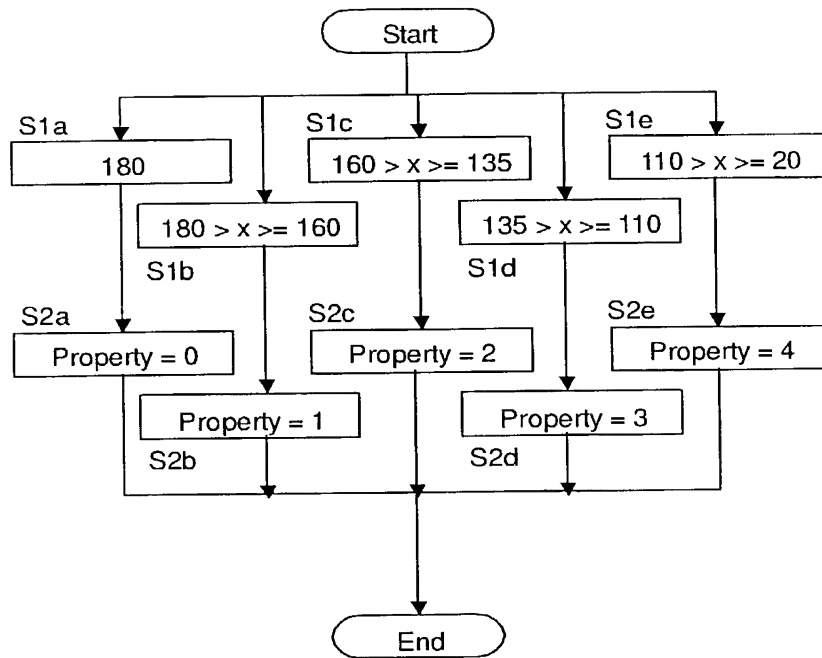 Start
S1a
S1c
S1e
180
160 > x >= 135
110 > x >= 20
180 > x >= 160
135 > x >= 110
S1b
S1d
S2a
S2c
S2e
Property = 0
Property = 2
Property = 4
Property = 1
Property = 3
S2b
S2d
End